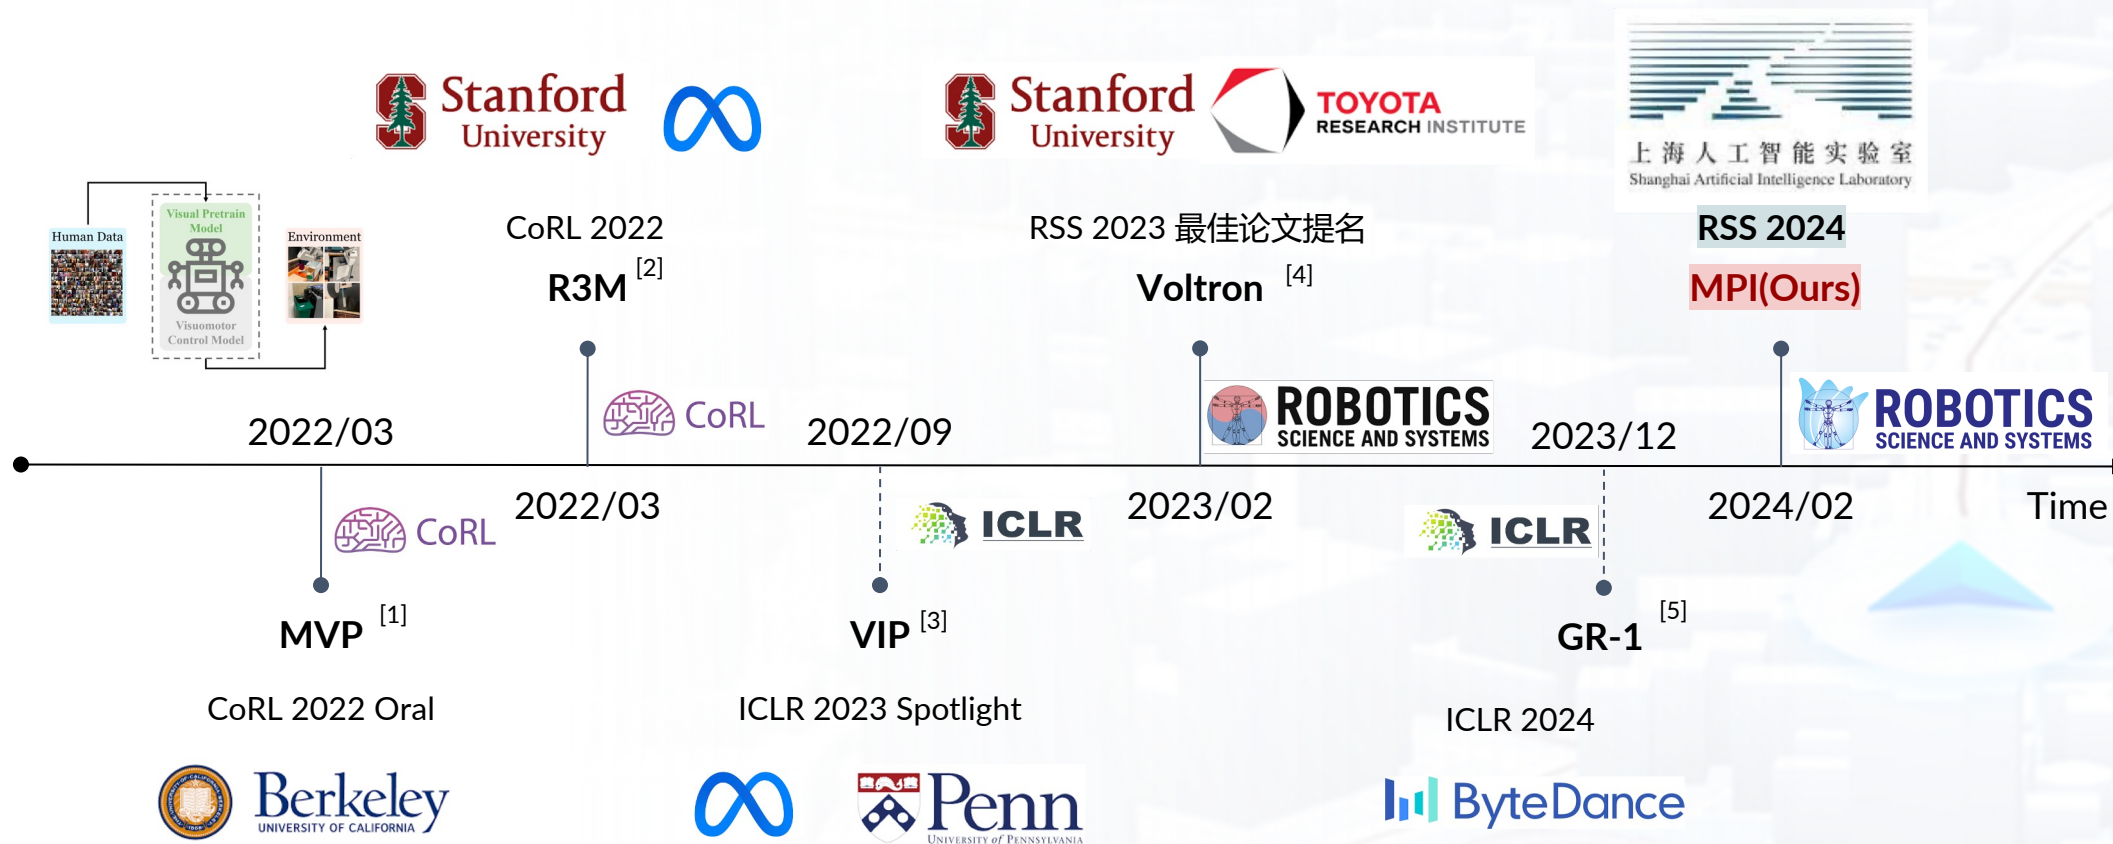 Stanford
University
Stanford
University
TOYOTA
RESEARCH INSTITUTE
上海人工智能实验室
Shanghai Artificial Intelligence Laboratory
Human Data
Visual Pretrain
Model
Visuomotor
Control Model
Environment
CoRL 2022
R3M [2]
RSS 2023 最佳论文提名
Voltron [4]
RSS 2024
MPI(Ours)
2022/03
CoRL
2022/09
ROBOTICS
SCIENCE AND SYSTEMS
2023/12
ROBOTICS
SCIENCE AND SYSTEMS
CoRL
2022/03
ICLR
2023/02
ICLR
2024/02
Time
MVP [1]
VIP [3]
GR-1 [5]
CoRL 2022 Oral
ICLR 2023 Spotlight
ICLR 2024
Berkeley
UNIVERSITY OF CALIFORNIA
Penn
UNIVERSITY of PENNSYLVANIA
ByteDance